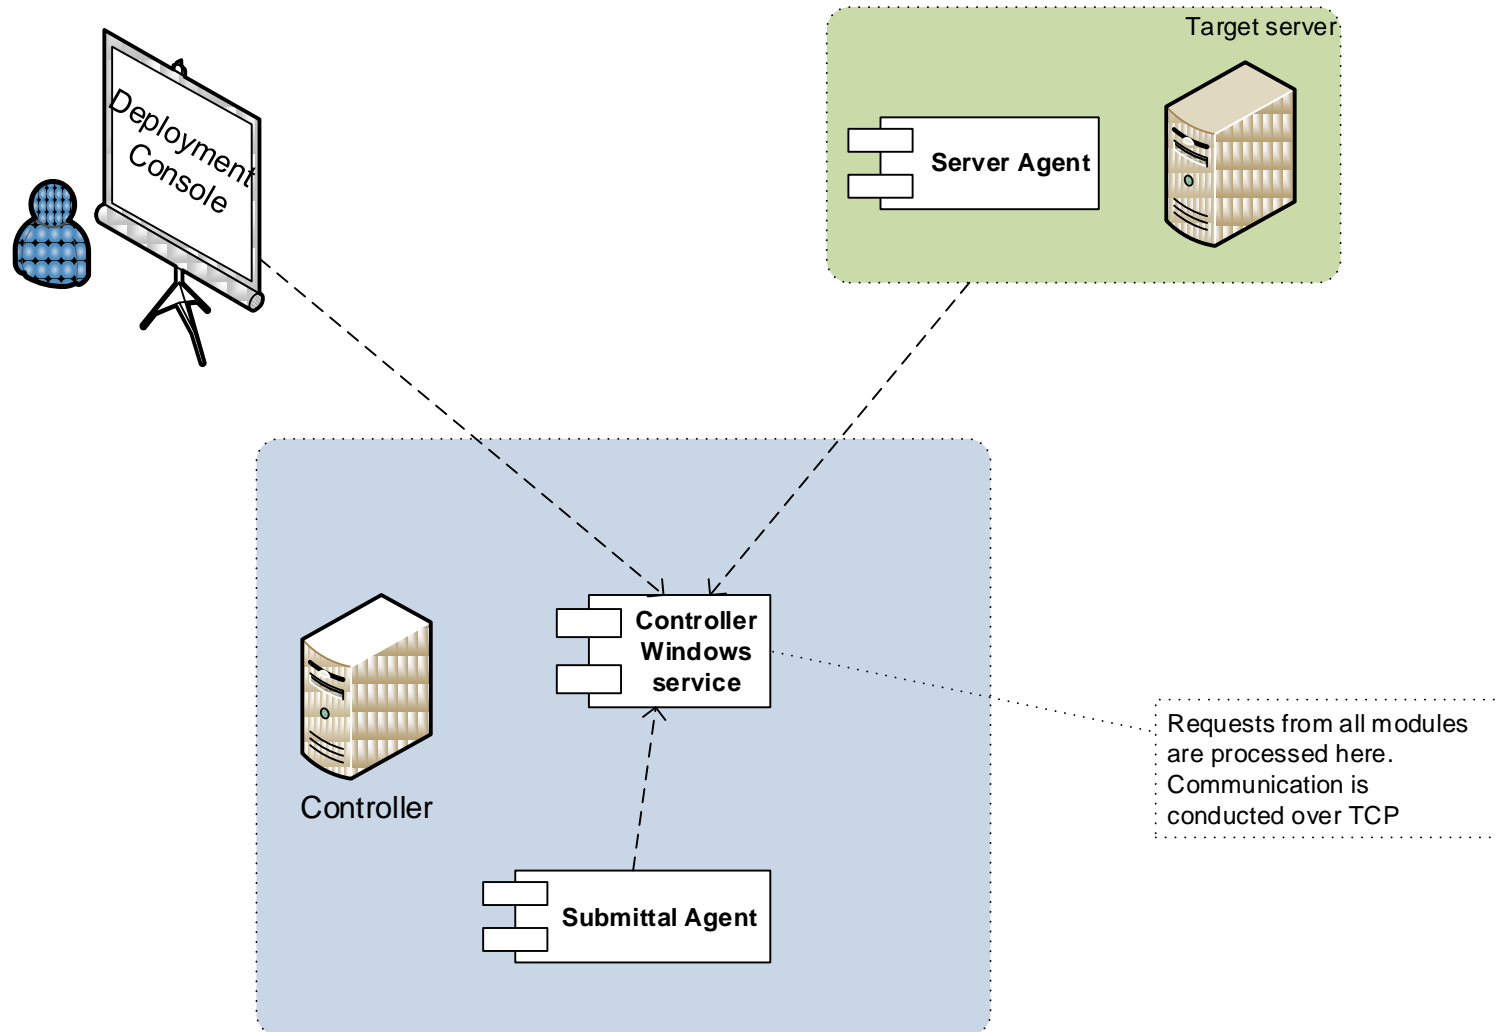 Target server
Deployment
Console
Server Agent
Controller
Windows
service
Requests from all modules
are processed here.
Communication is
conducted over TCP
Controller
Submittal Agent